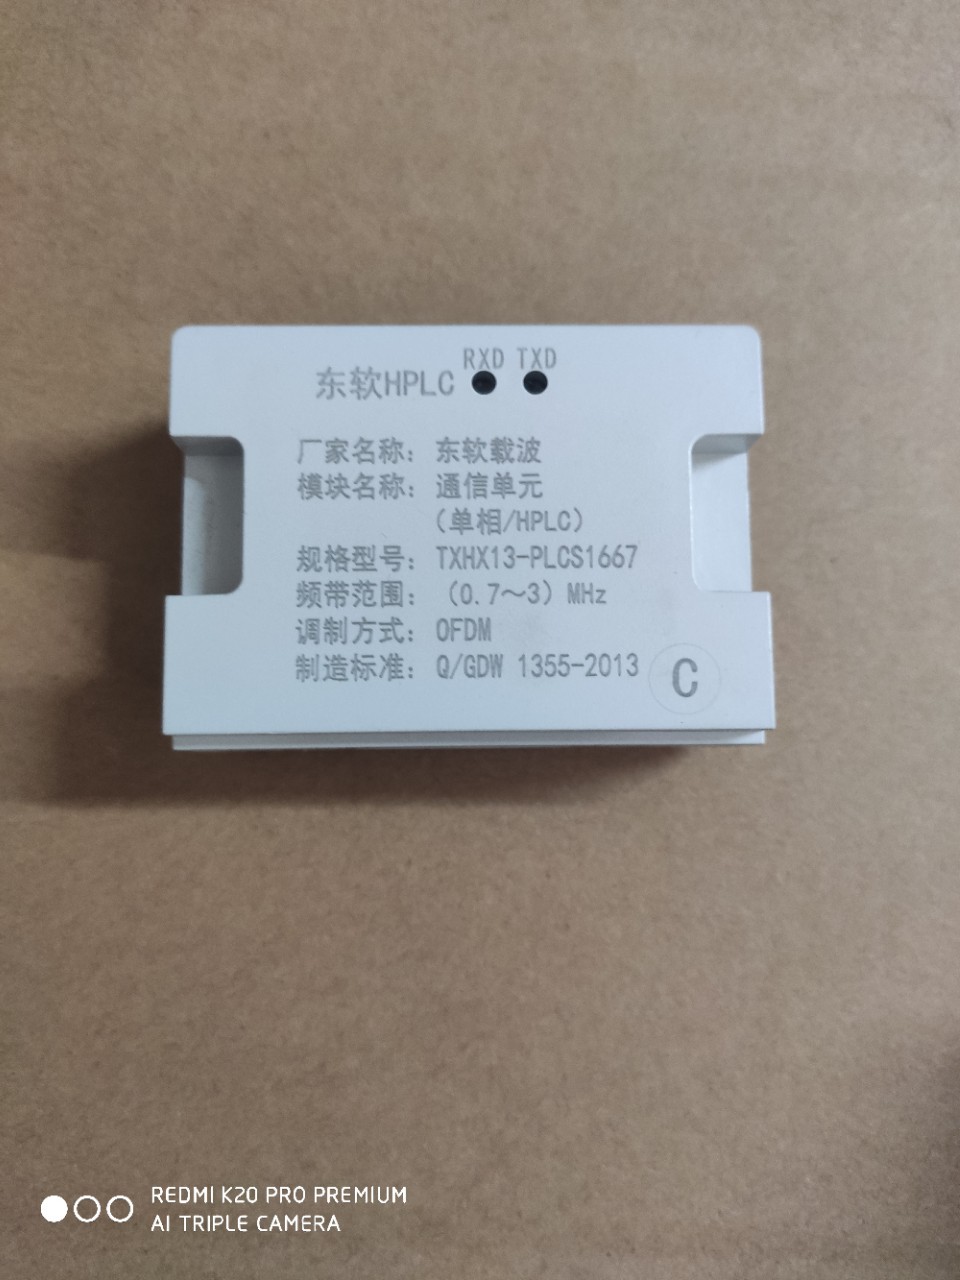 RXD TXD
东软HPLC
厂家名称：东软载波
模块名称：通信单元
（单相/HPLC）
规格型号：TXHX13-PLCS1667
频带范围：（0.7～3）MHz
调制方式：OFDM
制造标准：Q/GDW 1355-2013
C
REDMI K20 PRO PREMIUM
AI TRIPLE CAMERA